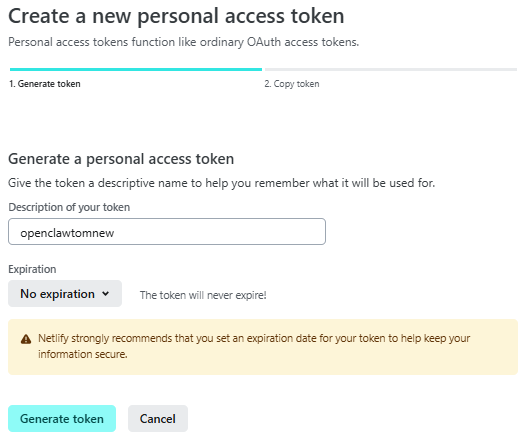 Create a new personal access token
Personal access tokens function like ordinary OAuth access tokens.
1. Generate token
2. Copy token
Generate a personal access token
Give the token a descriptive name to help you remember what it will be used for.
Description of your token
openclawtomnew
Expiration
No expiration
The token will never expire!
Netlify strongly recommends that you set an expiration date for your token to help keep your
information secure.
Generate token
Cancel